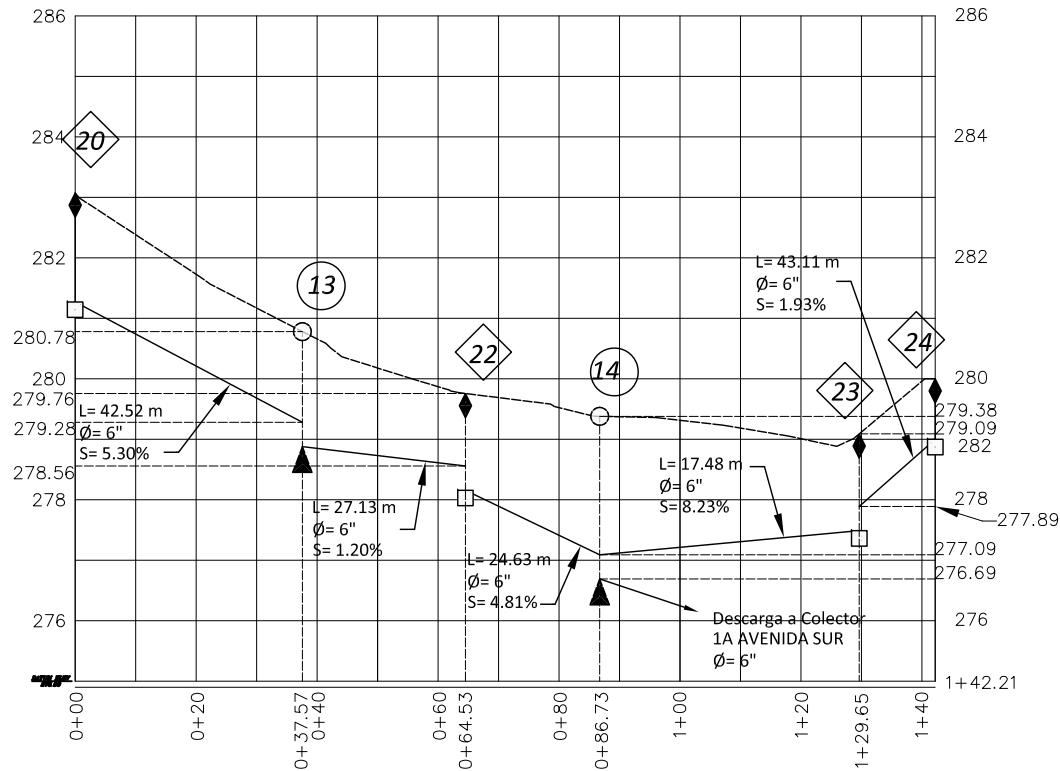 286
286
284
284
20
282
282
L= 43.11 m
Ø= 6"
S= 1.93%
13
280.78
24
22
14
280
280
23
279.76
279.38
279.28
279.09
L= 42.52 m
Ø= 6"
S= 5.30%
282
278.56
L= 17.48 m
Ø= 6"
S= 8.23%
278
278
L= 27.13 m
Ø= 6"
S= 1.20%
277.89
277.09
L= 24.63 m
Ø= 6"
S= 4.81%
276.69
276
276
Descarga a Colector
1A AVENIDA SUR
Ø= 6"
1+42.21
0+00
0+20
0+37.57
0+40
0+60
0+64.53
0+80
0+86.73
1+00
1+20
1+29.65
1+40